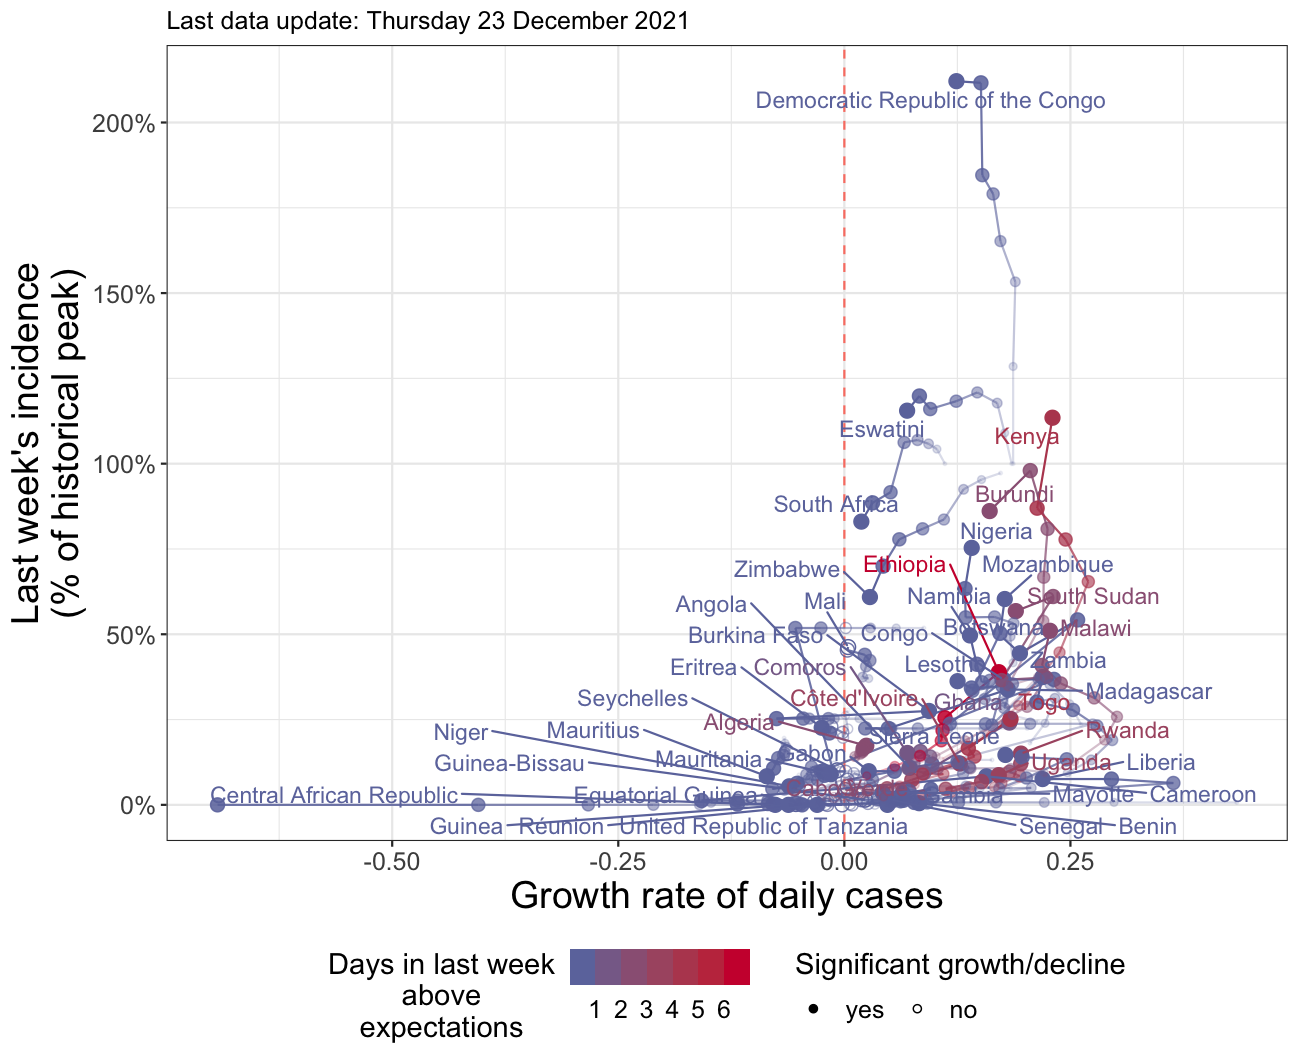 Last data update: Thursday 23 December 2021
Last week's incidence
(% of historical peak)
200%
150%
100%
50%
0%
Democratic Republic of the Congo
Eswatini
Kenya
South Africa
Burundi
Nigeria
Zimbabwe
Ethiopia
Mozambique
Angola
Mali
Namibia
South Sudan
Burkina Faso
Congo
Botswana
Malawi
Eritrea
Comoros
Lesotho
Zambia
Seychelles
Côte d'Ivoire
Ghana
Togo
Madagascar
Niger
Mauritius
Algeria
Sierra Leone
Rwanda
Guinea-Bissau
Mauritania
Gabon
Uganda
Liberia
Central African Republic
Equatorial Guinea
Mayotte
Cameroon
Guinea
Réunion
United Republic of Tanzania
Senegal
Benin
-0.50
-0.25
0.00
0.25
Growth rate of daily cases
Days in last week
above
expectations
1 2 3 4 5 6
Significant growth/decline
yes
no